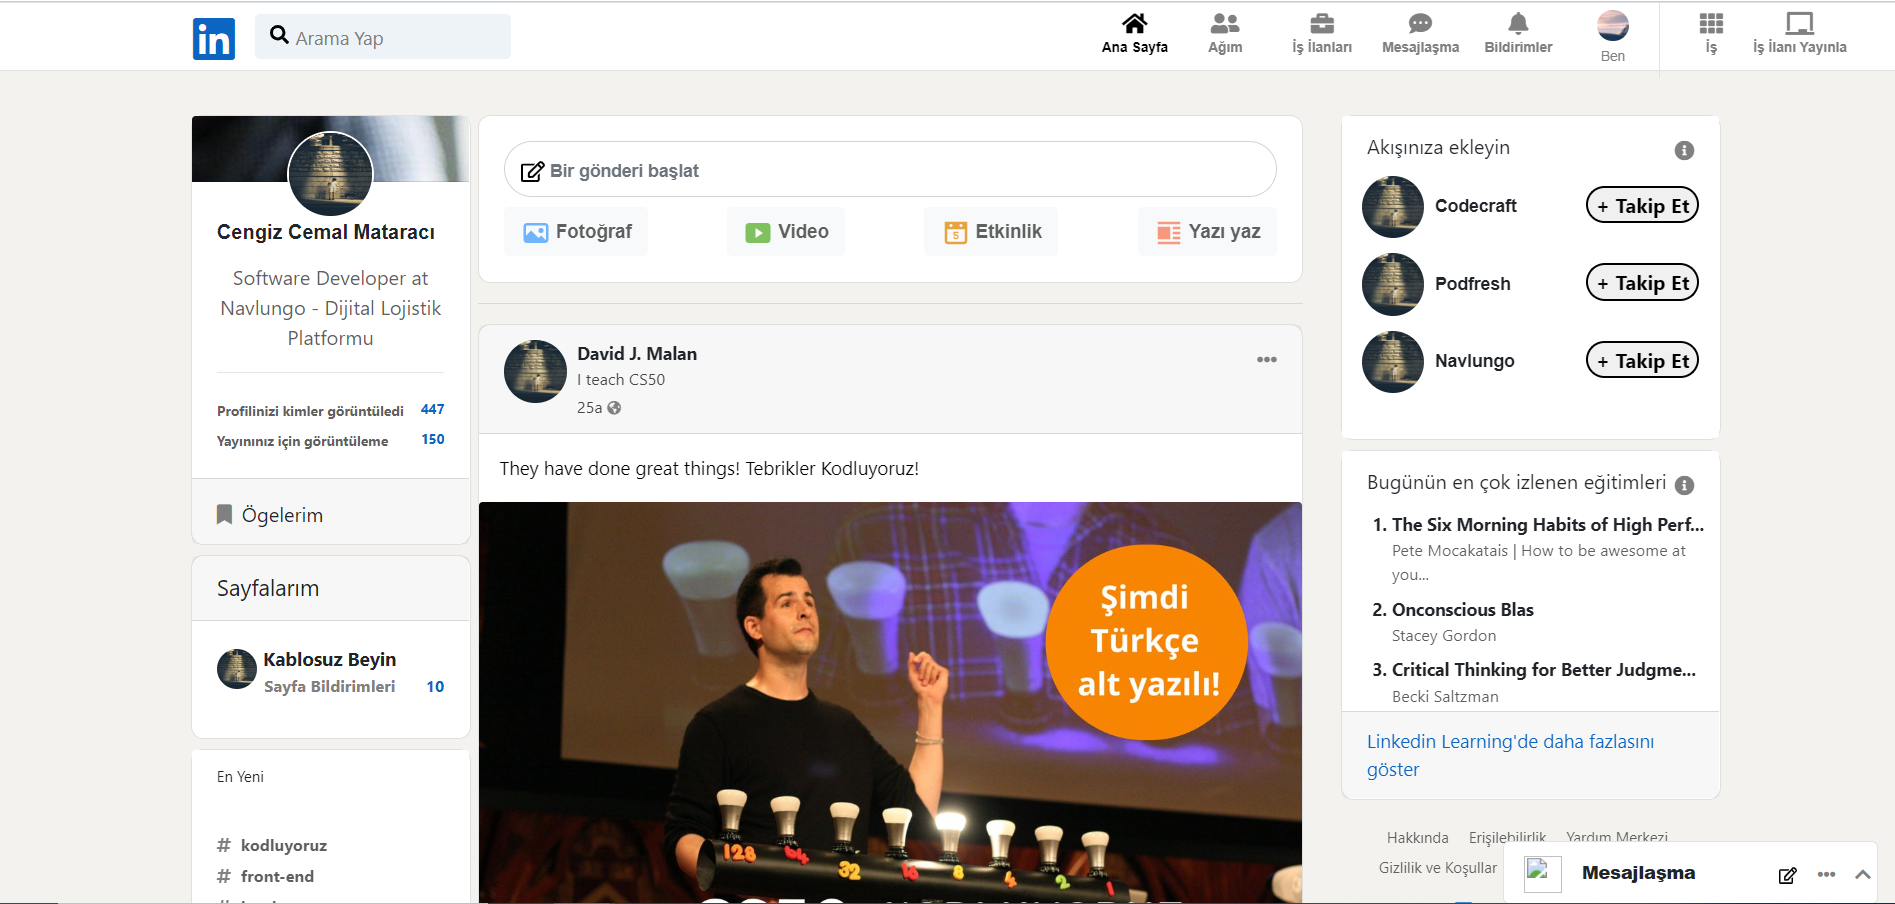 in
Arama Yap
Ana Sayfa
Ağım
İş İlanları
Mesajlaşma
Bildirimler
Ben
İş
İş İlanı Yayınla
Cengiz Cemal Mataracı
Software Developer at
Navlungo - Dijital Lojistik
Platformu
Profilinizi kimler görüntüledi 447
Yayınınız için görüntüleme 150
Ögelerim
Sayfalarım
Kablosuz Beyin
Sayfa Bildirimleri 10
En Yeni
# kodluyoruz
# front-end
Bir gönderi başlat
Fotoğraf
Video
5 Etkinlik
Yazı yaz
David J. Malan
I teach CS50
25a
They have done great things! Tebrikler Kodluyoruz!
Şimdi
Türkçe
alt yazılı!
128 64 32 16 8 4 2 1
Akışınıza ekleyin
Codecraft + Takip Et
Podfresh + Takip Et
Navlungo + Takip Et
Bugünün en çok izlenen eğitimleri
1. The Six Morning Habits of High Perf...
Pete Mocakatais | How to be awesome at
you...
2. Onconscious Blas
Stacey Gordon
3. Critical Thinking for Better Judgme...
Becki Saltzman
Linkedin Learning'de daha fazlasını
göster
Hakkında Erişilebilirlik Yardım Merkezi
Gizlilik ve Koşullar
Mesajlaşma